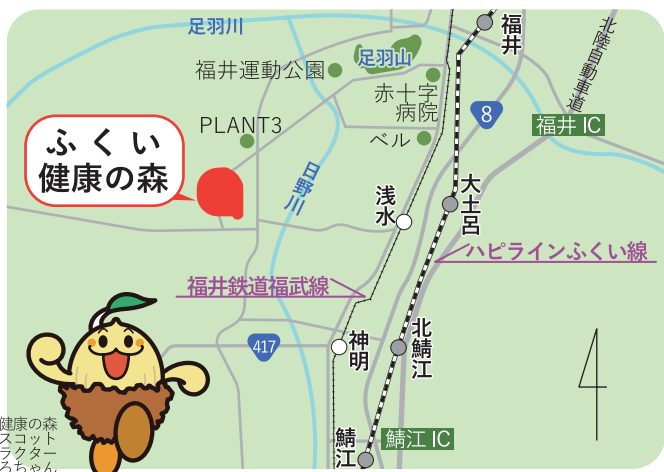 足羽川
福井
北陸自動車道
足羽山
福井運動公園
赤十字
病院
8
福井 IC
PLANT3
ベル
ふくい
健康の森
日野川
浅水
大土呂
ハピラインふくい線
福井鉄道福武線
417
神明
北鯖江
鯖江
鯖江 IC
健康の森
スコット
ラクター
ろちゃん